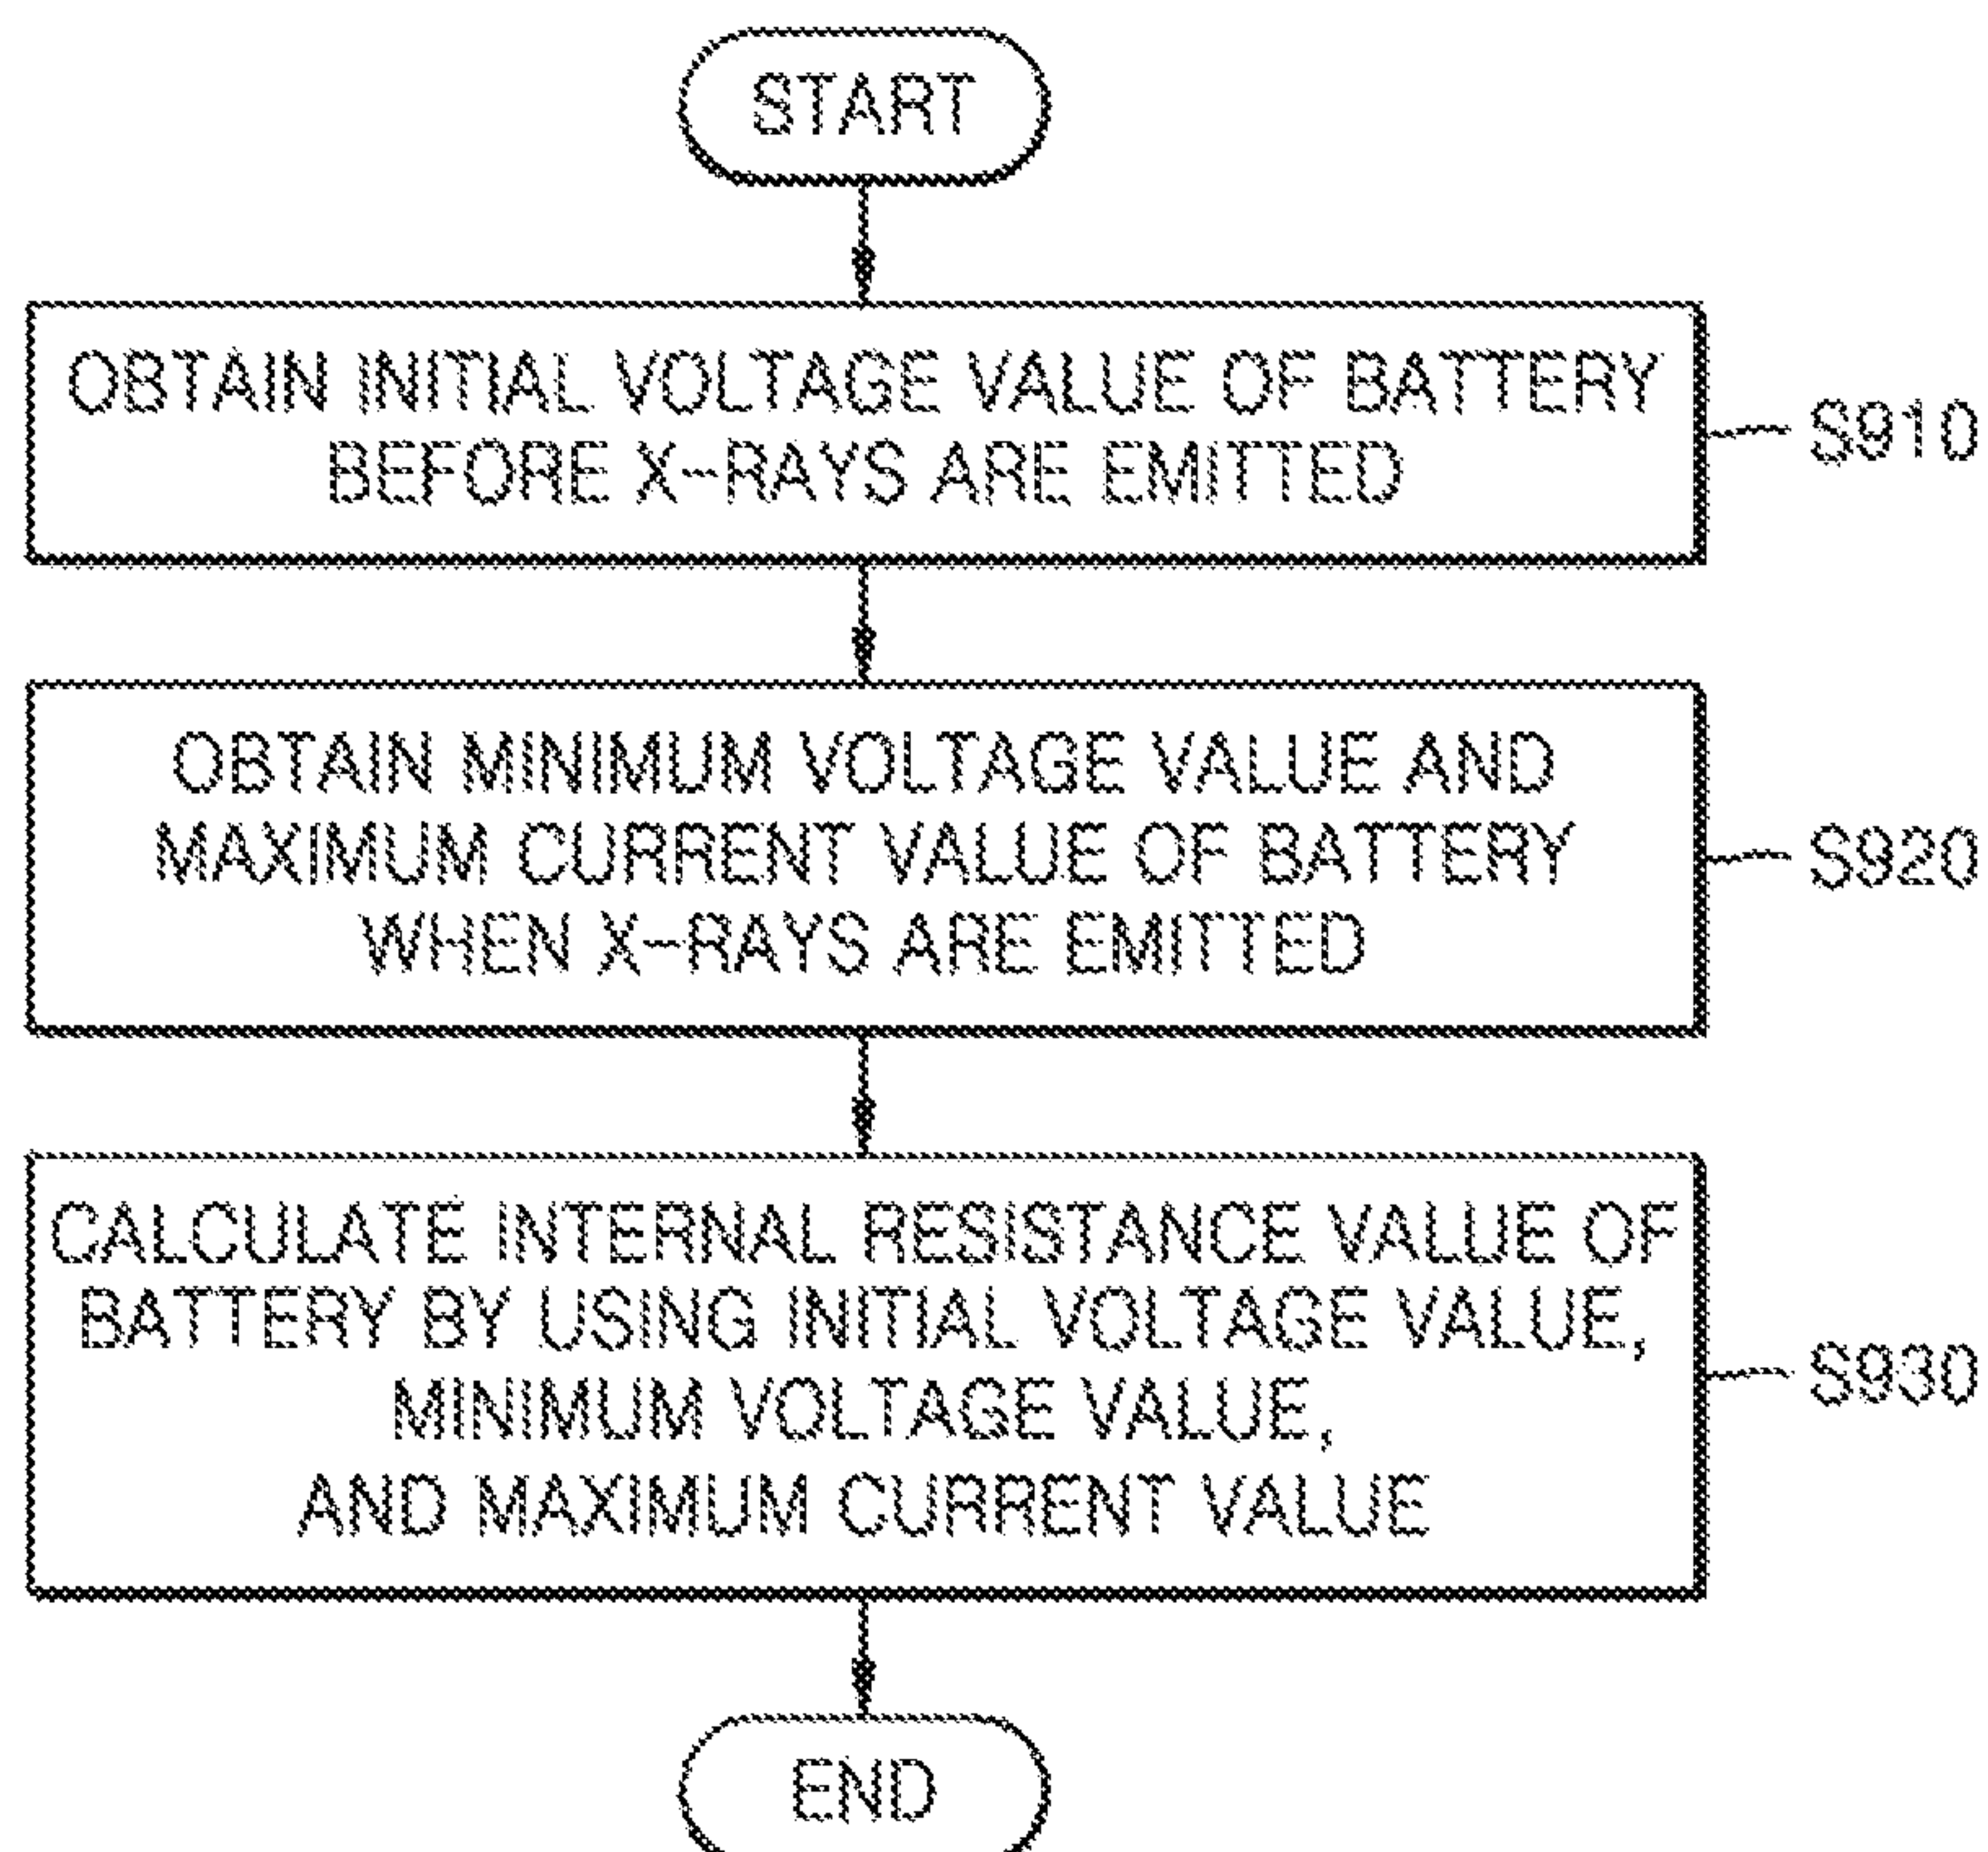 START
OBTAIN INITIAL VOLTAGE VALUE OF BATTERY
BEFORE X-RAYS ARE EMITTED
S910
OBTAIN MINIMUM VOLTAGE VALUE AND
MAXIMUM CURRENT VALUE OF BATTERY
WHEN X-RAYS ARE EMITTED
S920
CALCULATE INTERNAL RESISTANCE VALUE OF
BATTERY BY USING INITIAL VOLTAGE VALUE,
MINIMUM VOLTAGE VALUE,
AND MAXIMUM CURRENT VALUE
S930
END